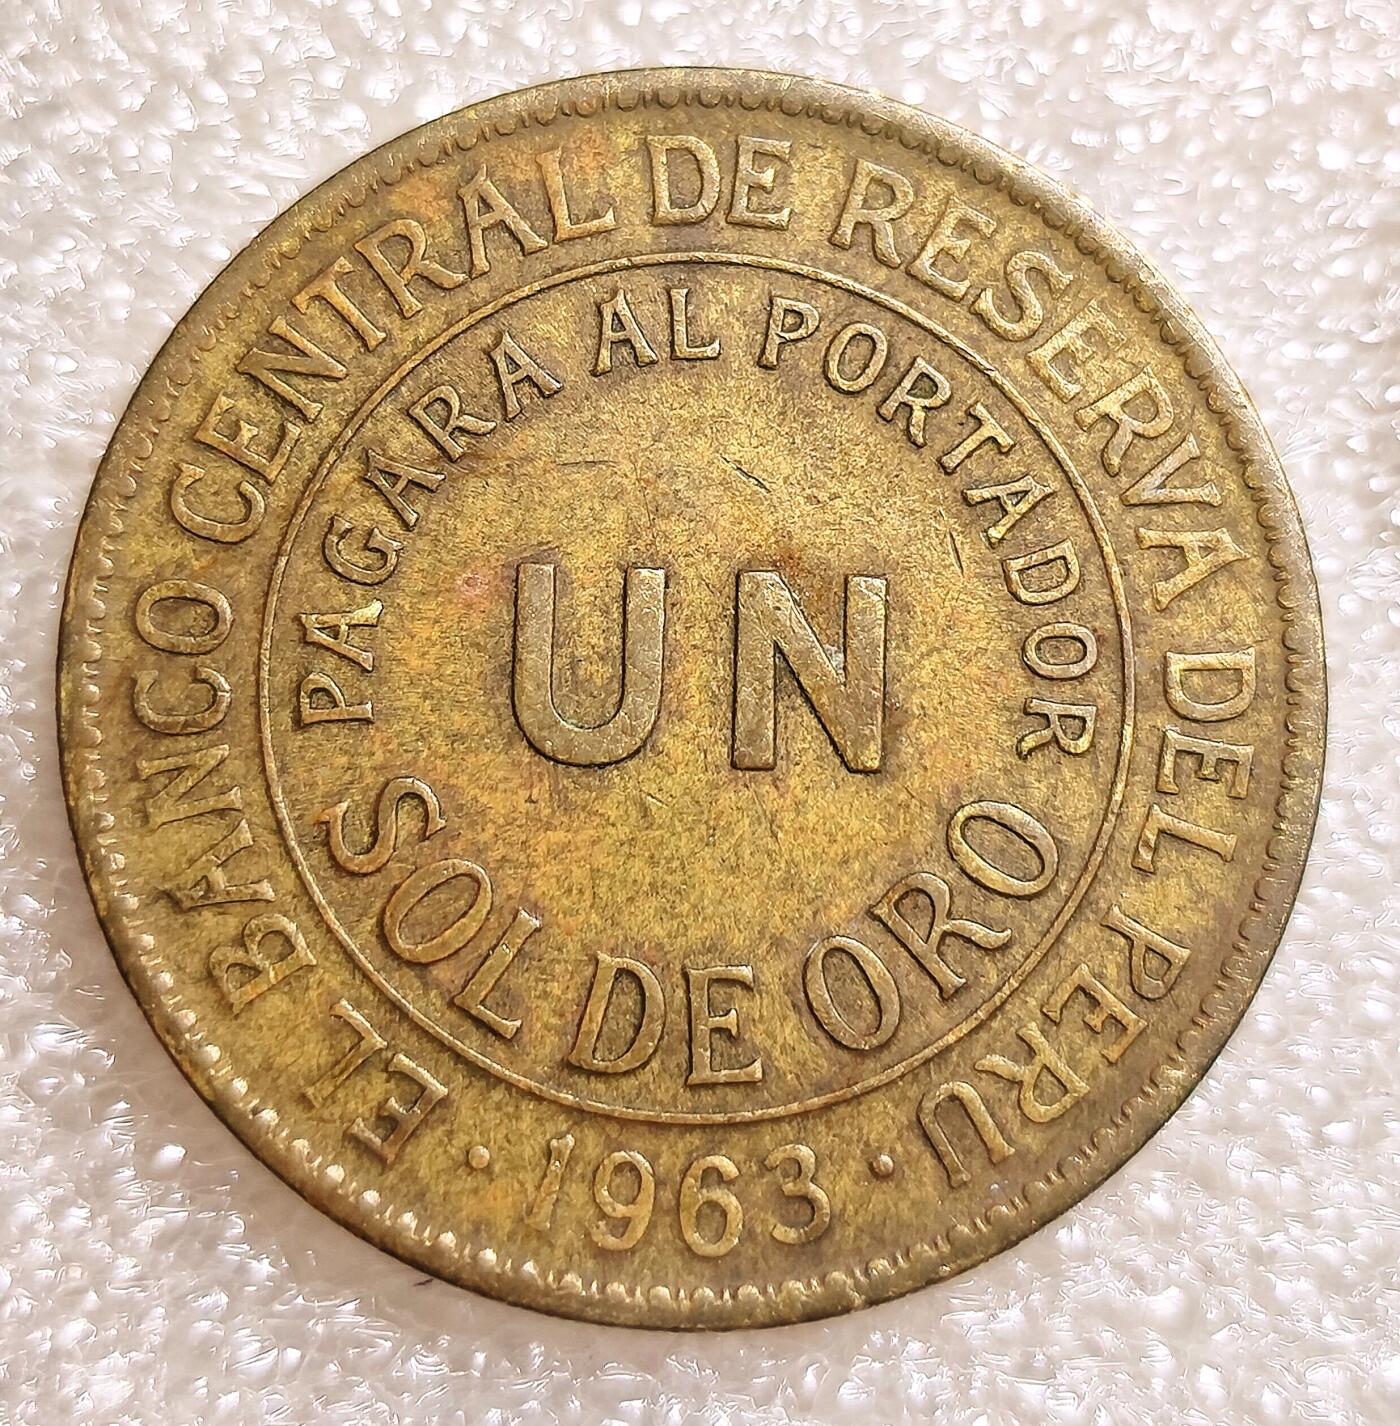 EL BANCO CENTRAL DE RESERVA DEL PERU
PAGARA AL PORTADOR
UN
SOL DE ORO
· 1963 ·